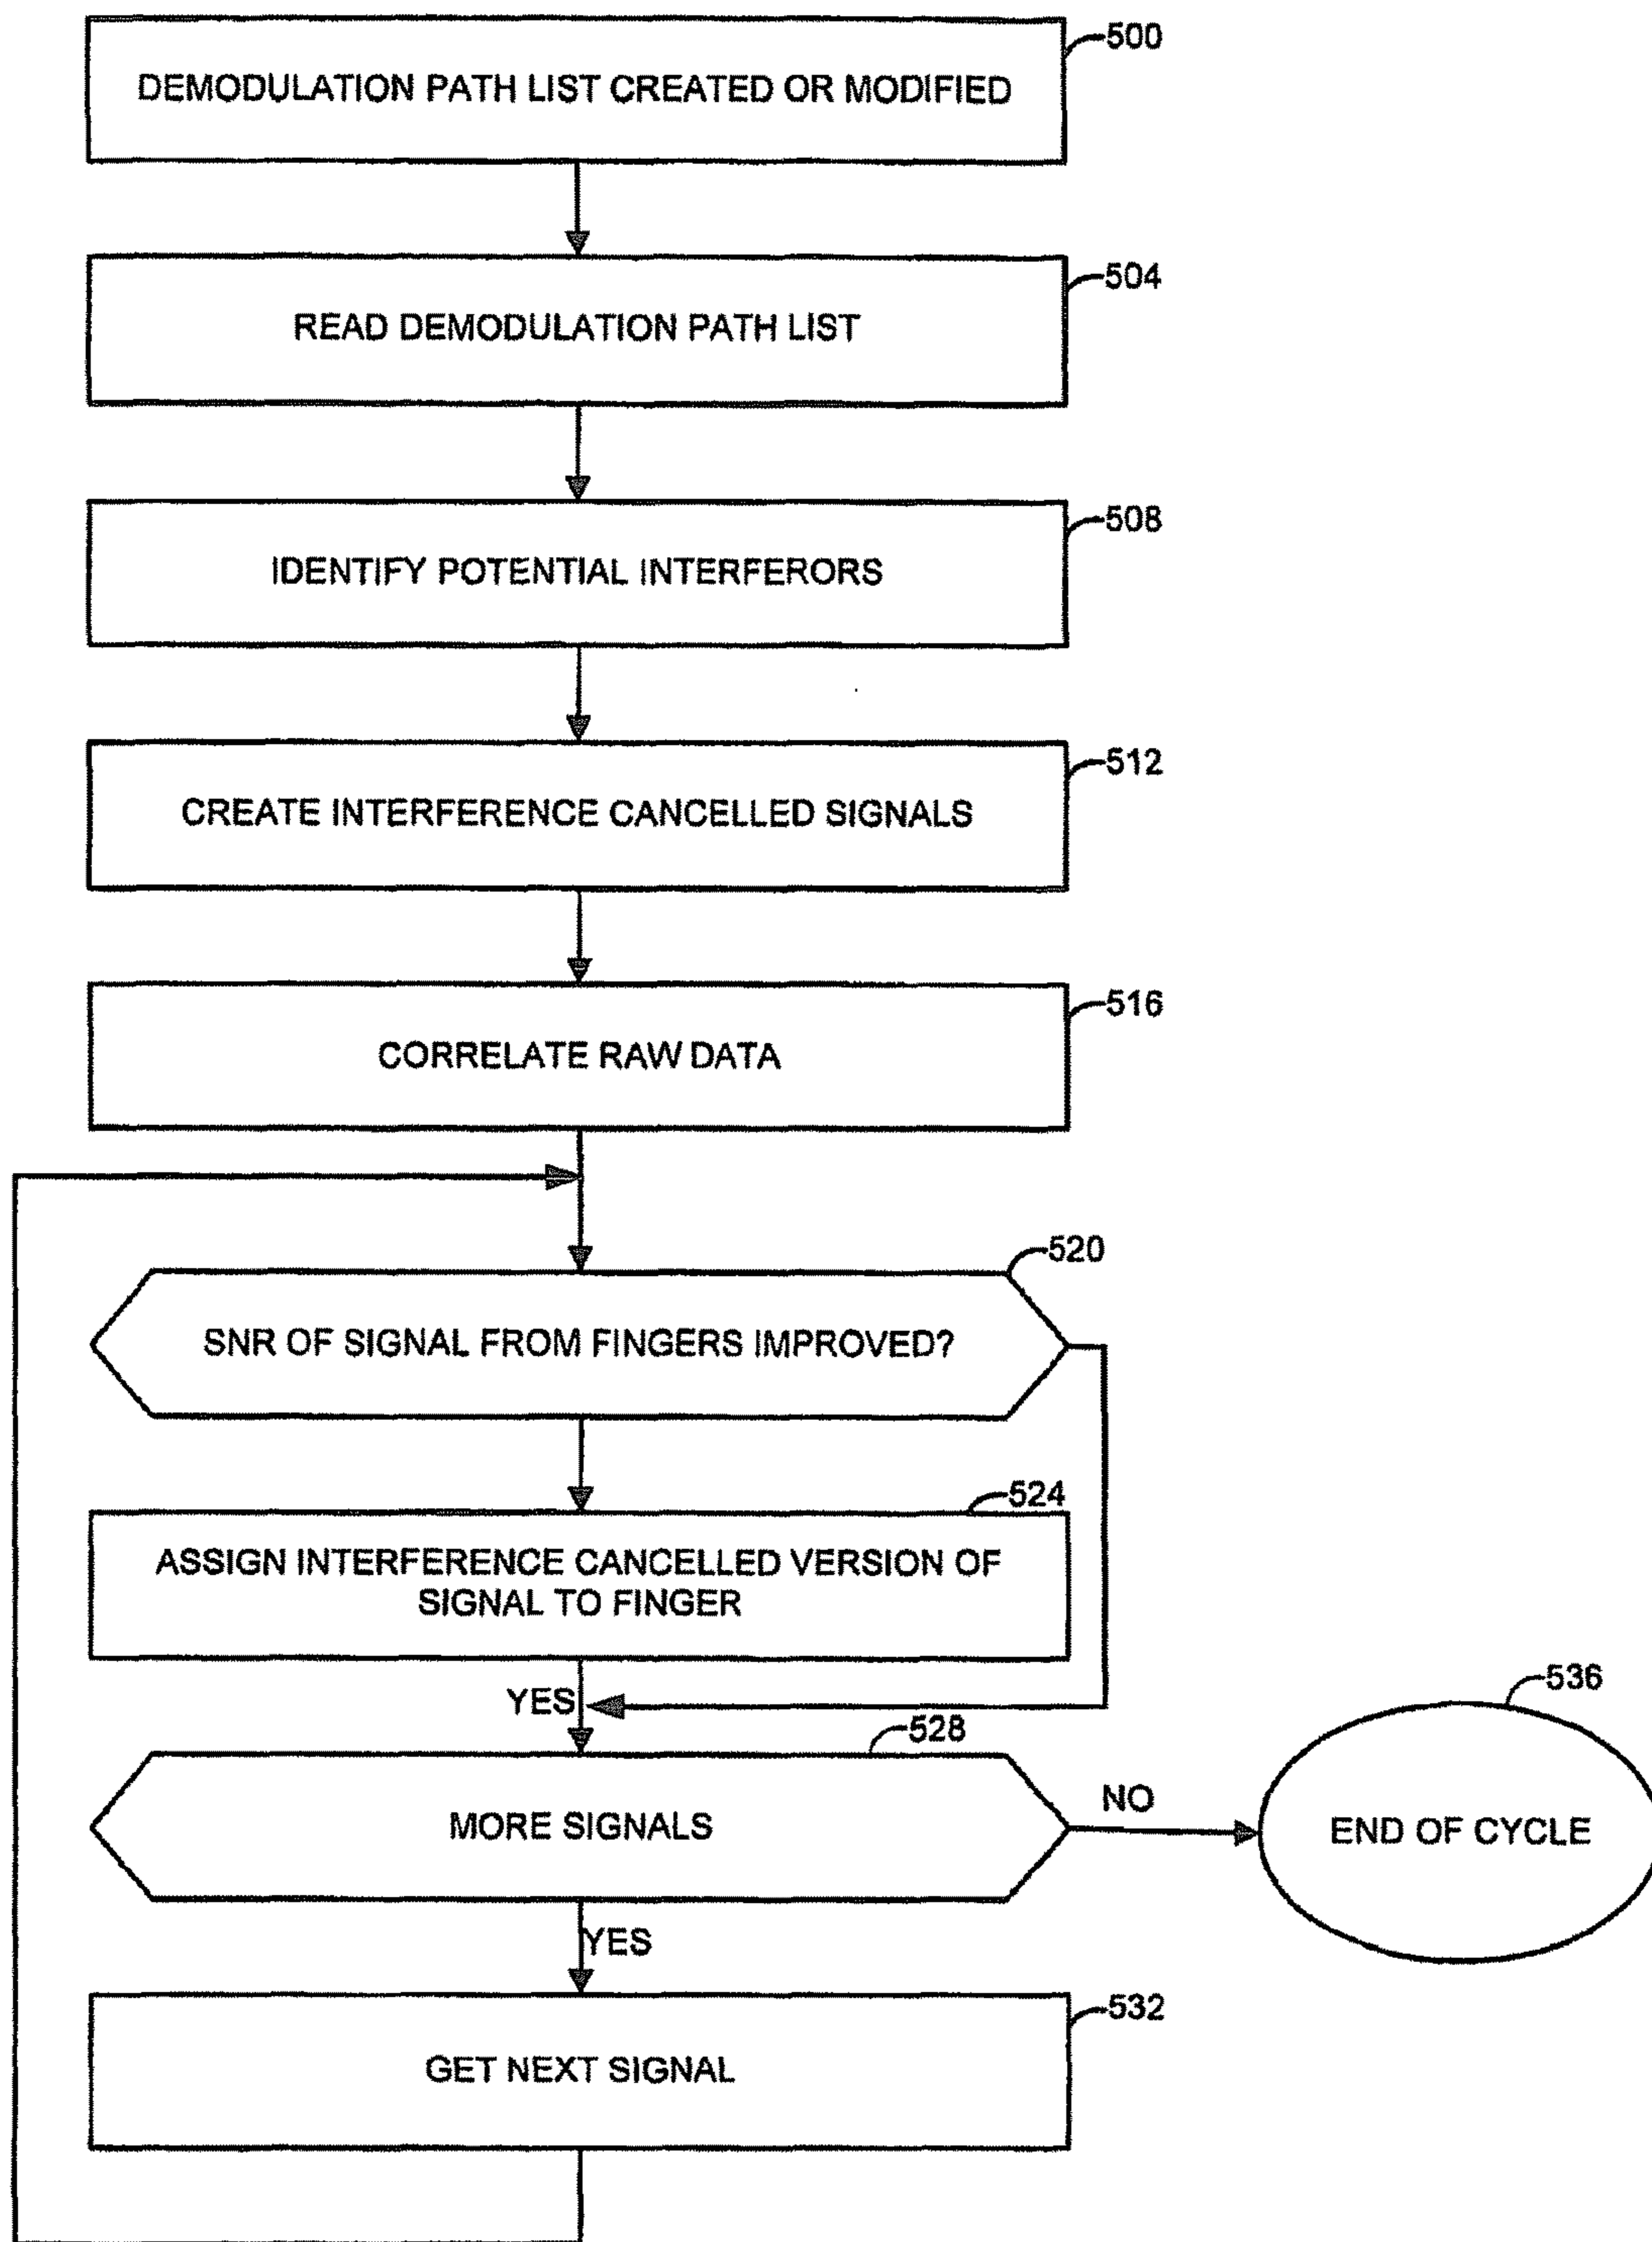 500
DEMODULATION PATH LIST CREATED OR MODIFIED
504
READ DEMODULATION PATH LIST
508
IDENTIFY POTENTIAL INTERFERORS
512
CREATE INTERFERENCE CANCELLED SIGNALS
516
CORRELATE RAW DATA
520
SNR OF SIGNAL FROM FINGERS IMPROVED?
524
ASSIGN INTERFERENCE CANCELLED VERSION OF
SIGNAL TO FINGER
YES
528
MORE SIGNALS
NO
536
END OF CYCLE
YES
532
GET NEXT SIGNAL